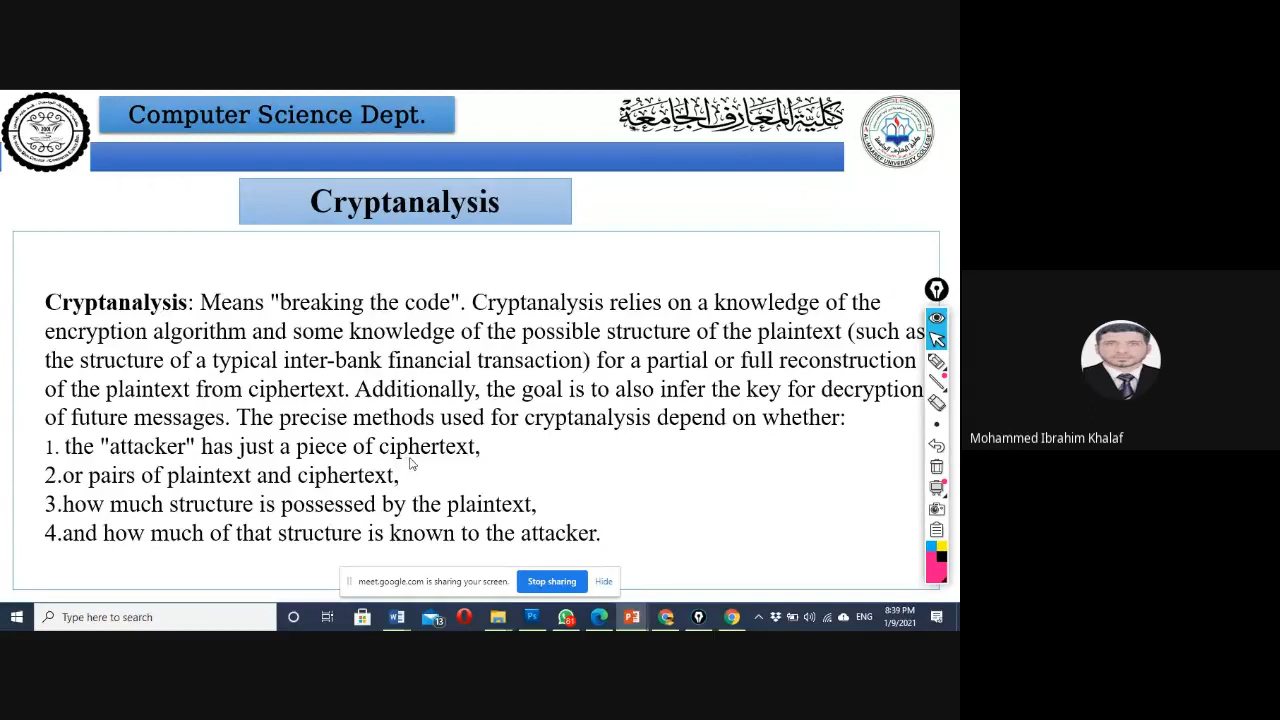 Computer Science Dept.
كلية المعارف الجامعة
Cryptanalysis
Cryptanalysis: Means "breaking the code". Cryptanalysis relies on a knowledge of the
encryption algorithm and some knowledge of the possible structure of the plaintext (such as
the structure of a typical inter-bank financial transaction) for a partial or full reconstruction
of the plaintext from ciphertext. Additionally, the goal is to also infer the key for decryption
of future messages. The precise methods used for cryptanalysis depend on whether:
1. the "attacker" has just a piece of ciphertext,
2.or pairs of plaintext and ciphertext,
3.how much structure is possessed by the plaintext,
4.and how much of that structure is known to the attacker.
Mohammed Ibrahim Khalaf
meet.google.com is sharing your screen.
Stop sharing
Hide
Type here to search
13
81
ENG
8:39 PM
1/9/2021